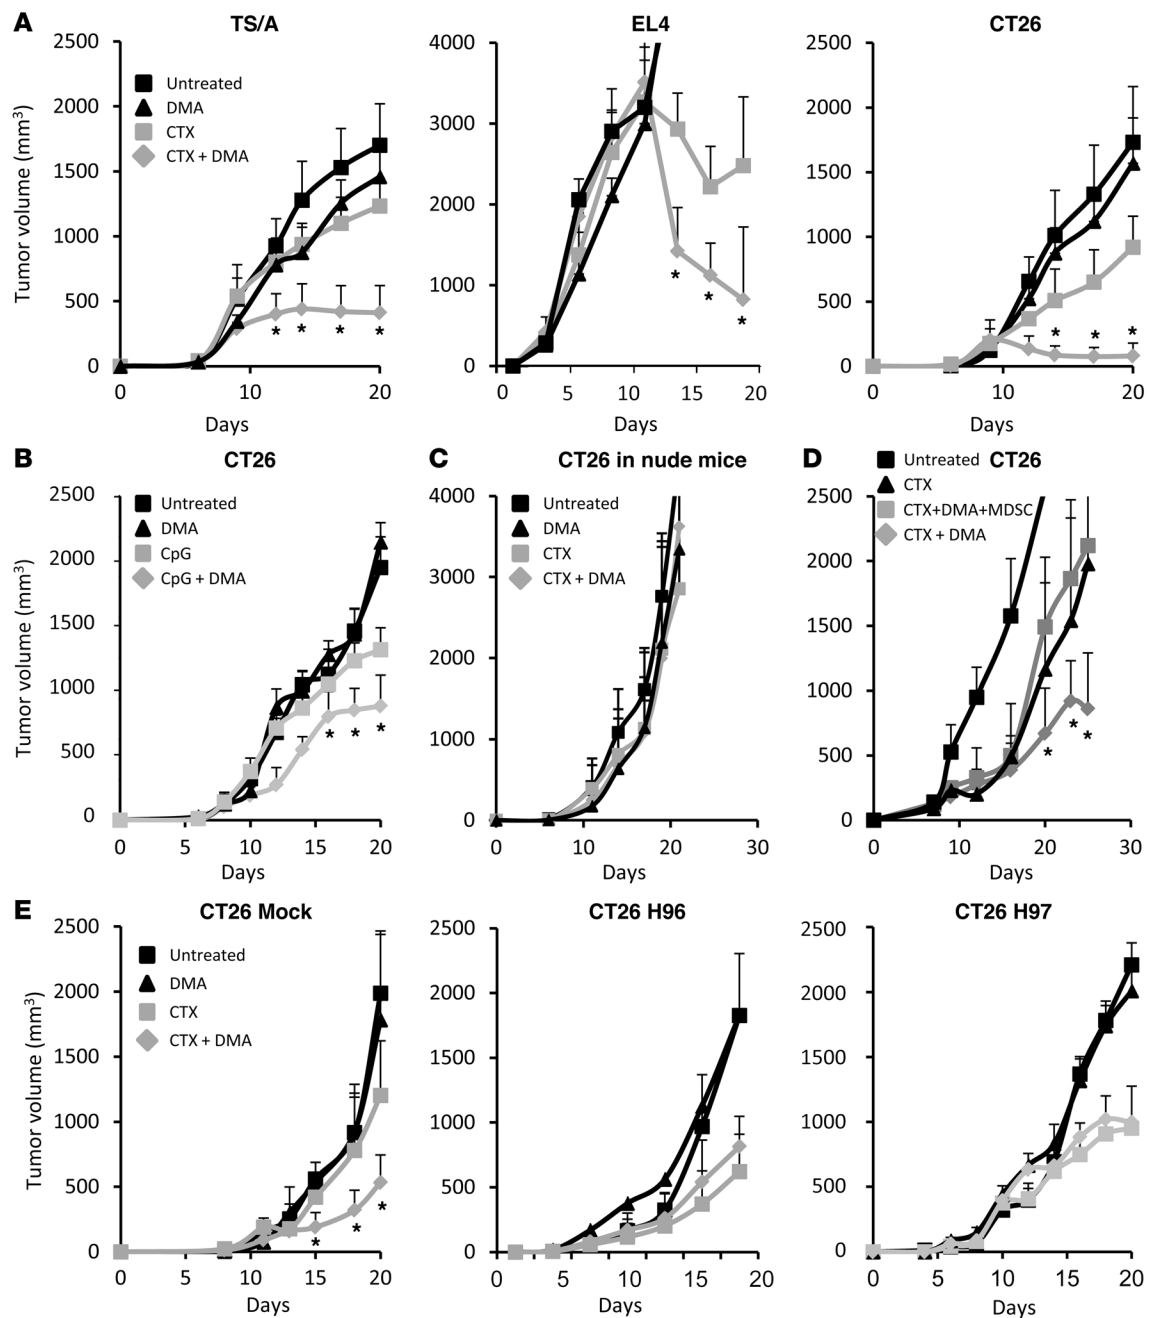 A
TS/A
EL4
CT26
Tumor volume (mm³)
2500
2000
1500
1000
500
0
Untreated
DMA
CTX
CTX + DMA
* * * *
0 10 20
Days
4000
3000
2000
1000
0
* * *
0 5 10 15 20
Days
2500
2000
1500
1000
500
0
* * *
0 10 20
Days
B
CT26
Tumor volume (mm³)
2500
2000
1500
1000
500
0
Untreated
DMA
CpG
CpG + DMA
* * *
0 5 10 15 20
Days
C
CT26 in nude mice
4000
3000
2000
1000
0
Untreated
DMA
CTX
CTX + DMA
0 10 20 30
Days
D
CT26
Untreated
CTX
CTX+DMA+MDSC
CTX + DMA
2500
2000
1500
1000
500
0
* * *
0 10 20 30
Days
E
CT26 Mock
Tumor volume (mm³)
2500
2000
1500
1000
500
0
Untreated
DMA
CTX
CTX + DMA
* * *
0 5 10 15 20
Days
CT26 H96
2500
2000
1500
1000
500
0
0 5 10 15 20
Days
CT26 H97
2500
2000
1500
1000
500
0
0 5 10 15 20
Days